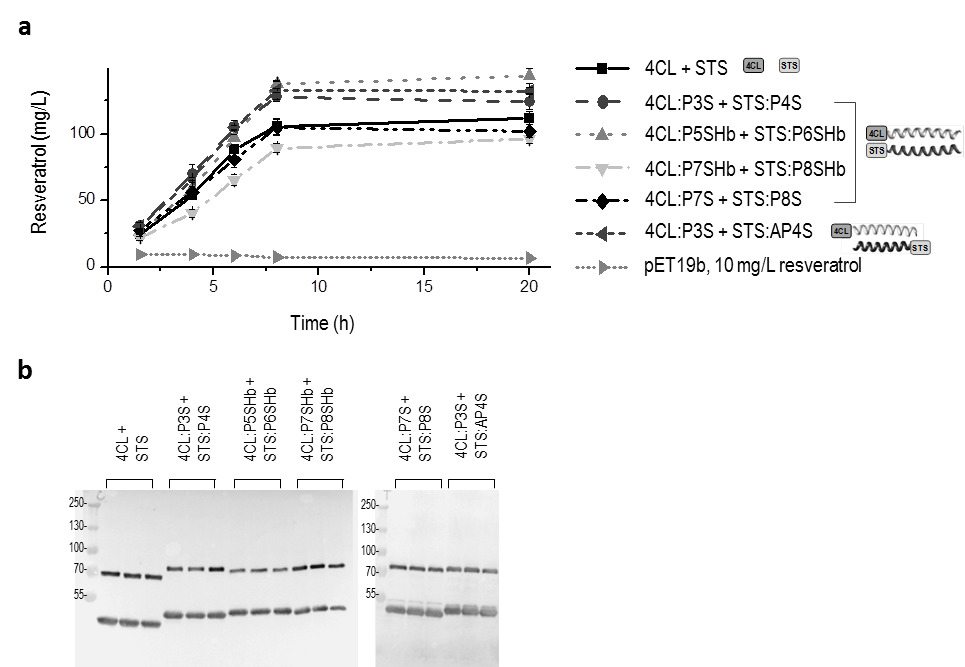 a
Resveratrol (mg/L)
100
50
0
0
5
10
15
20
Time (h)
4CL + STS
4CL
STS
4CL:P3S + STS:P4S
4CL:P5SHb + STS:P6SHb
4CL:P7SHb + STS:P8SHb
4CL:P7S + STS:P8S
4CL
STS
4CL:P3S + STS:AP4S
4CL
STS
pET19b, 10 mg/L resveratrol
b
4CL +
STS
4CL:P3S +
STS:P4S
4CL:P5SHb +
STS:P6SHb
4CL:P7SHb +
STS:P8SHb
4CL:P7S +
STS:P8S
4CL:P3S +
STS:AP4S
250-
130-
100-
70-
55-
250-
130-
100-
70-
55-